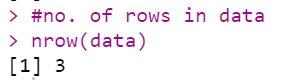 > #no. of rows in data
> nrow(data)
[1] 3